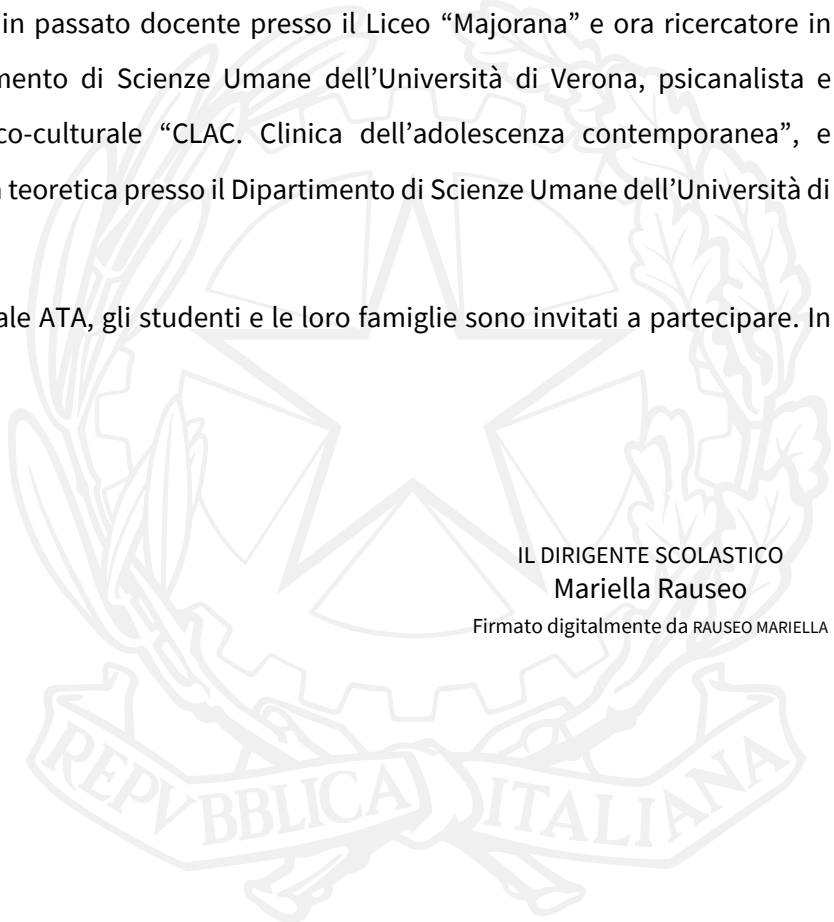 in passato docente presso il Liceo “Majorana” e ora ricercatore in
mento di Scienze Umane dell’Università di Verona, psicanalista e
co-culturale “CLAC. Clinica dell’adolescenza contemporanea”, e
teoretica presso il Dipartimento di Scienze Umane dell’Università di
ale ATA, gli studenti e le loro famiglie sono invitati a partecipare. In
IL DIRIGENTE SCOLASTICO
Mariella Rauseo
Firmato digitalmente da RAUSEO MARIELLA
REPVBBLICA ITALIANA